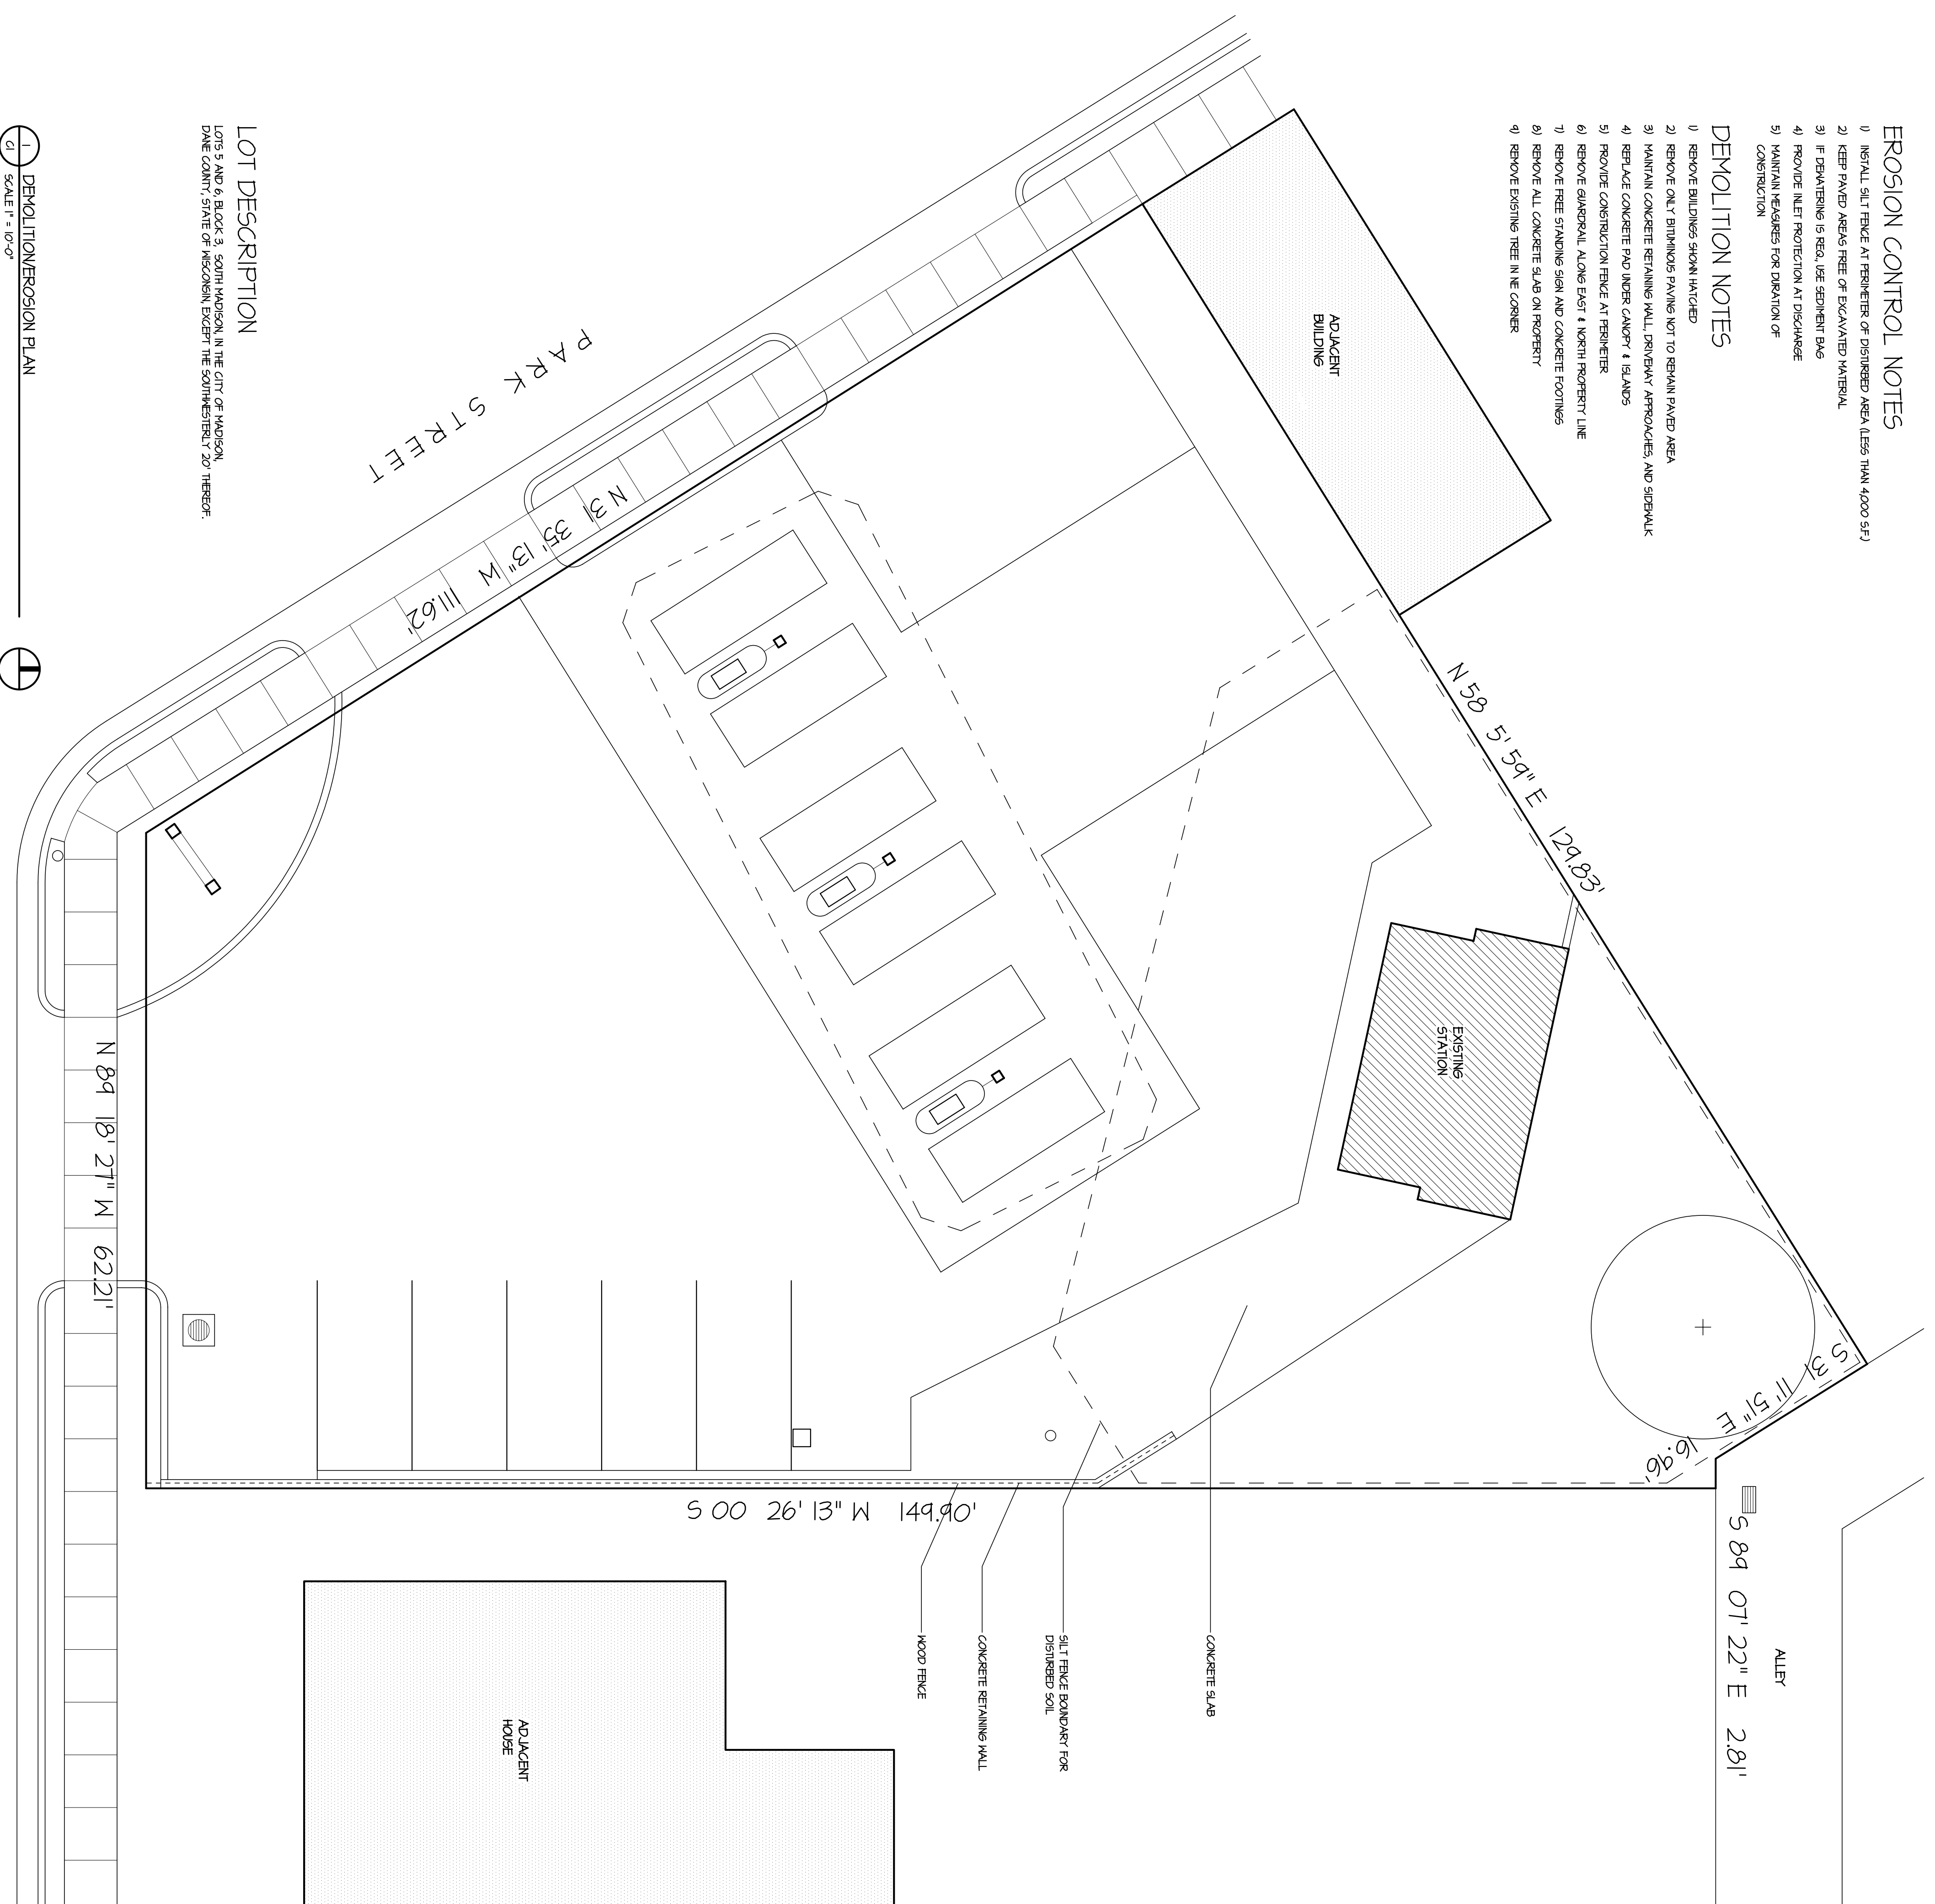 EROSION CONTROL NOTES
1) INSTALL SILT FENCE AT PERIMETER OF DISTURBED AREA (LESS THAN 4,000 S.F.)
2) KEEP PAVED AREAS FREE OF EXCAVATED MATERIAL
3) IF DEWATERING IS REQ., USE SEDIMENT BAG
4) PROVIDE INLET PROTECTION AT DISCHARGE
5) MAINTAIN MEASURES FOR DURATION OF
CONSTRUCTION
DEMOLITION NOTES
1) REMOVE BUILDINGS SHOWN HATCHED
2) REMOVE ONLY BITUMINOUS PAVING NOT TO REMAIN PAVED AREA
3) MAINTAIN CONCRETE RETAINING WALL, DRIVEWAY APPROACHES, AND SIDEWALK
4) REPLACE CONCRETE PAD UNDER CANOPY & ISLANDS
5) PROVIDE CONSTRUCTION FENCE AT PERIMETER
6) REMOVE GUARDRAIL ALONG EAST & NORTH PROPERTY LINE
7) REMOVE FREE STANDING SIGN AND CONCRETE FOOTINGS
8) REMOVE ALL CONCRETE SLAB ON PROPERTY
9) REMOVE EXISTING TREE IN NE CORNER
ADJACENT
BUILDING
N 58 5' 59" E 129.83'
EXISTING
STATION
S 31 11' 51" E 16.96'
ALLEY
S 89 07' 22" E 2.81'
CONCRETE SLAB
SILT FENCE BOUNDARY FOR
DISTURBED SOIL
CONCRETE RETAINING WALL
WOOD FENCE
S 00 26' 13" W 149.90'
ADJACENT
HOUSE
PARK STREET
N 31 35' 13" W 111.62'
N 89 18' 27" W 62.21'
LOT DESCRIPTION
LOTS 5 AND 6, BLOCK 3, SOUTH MADISON, IN THE CITY OF MADISON,
DANE COUNTY, STATE OF WISCONSIN, EXCEPT THE SOUTHWESTERLY 20' THEREOF.
1
C1
DEMOLITION/EROSION PLAN
SCALE 1" = 10'-0"